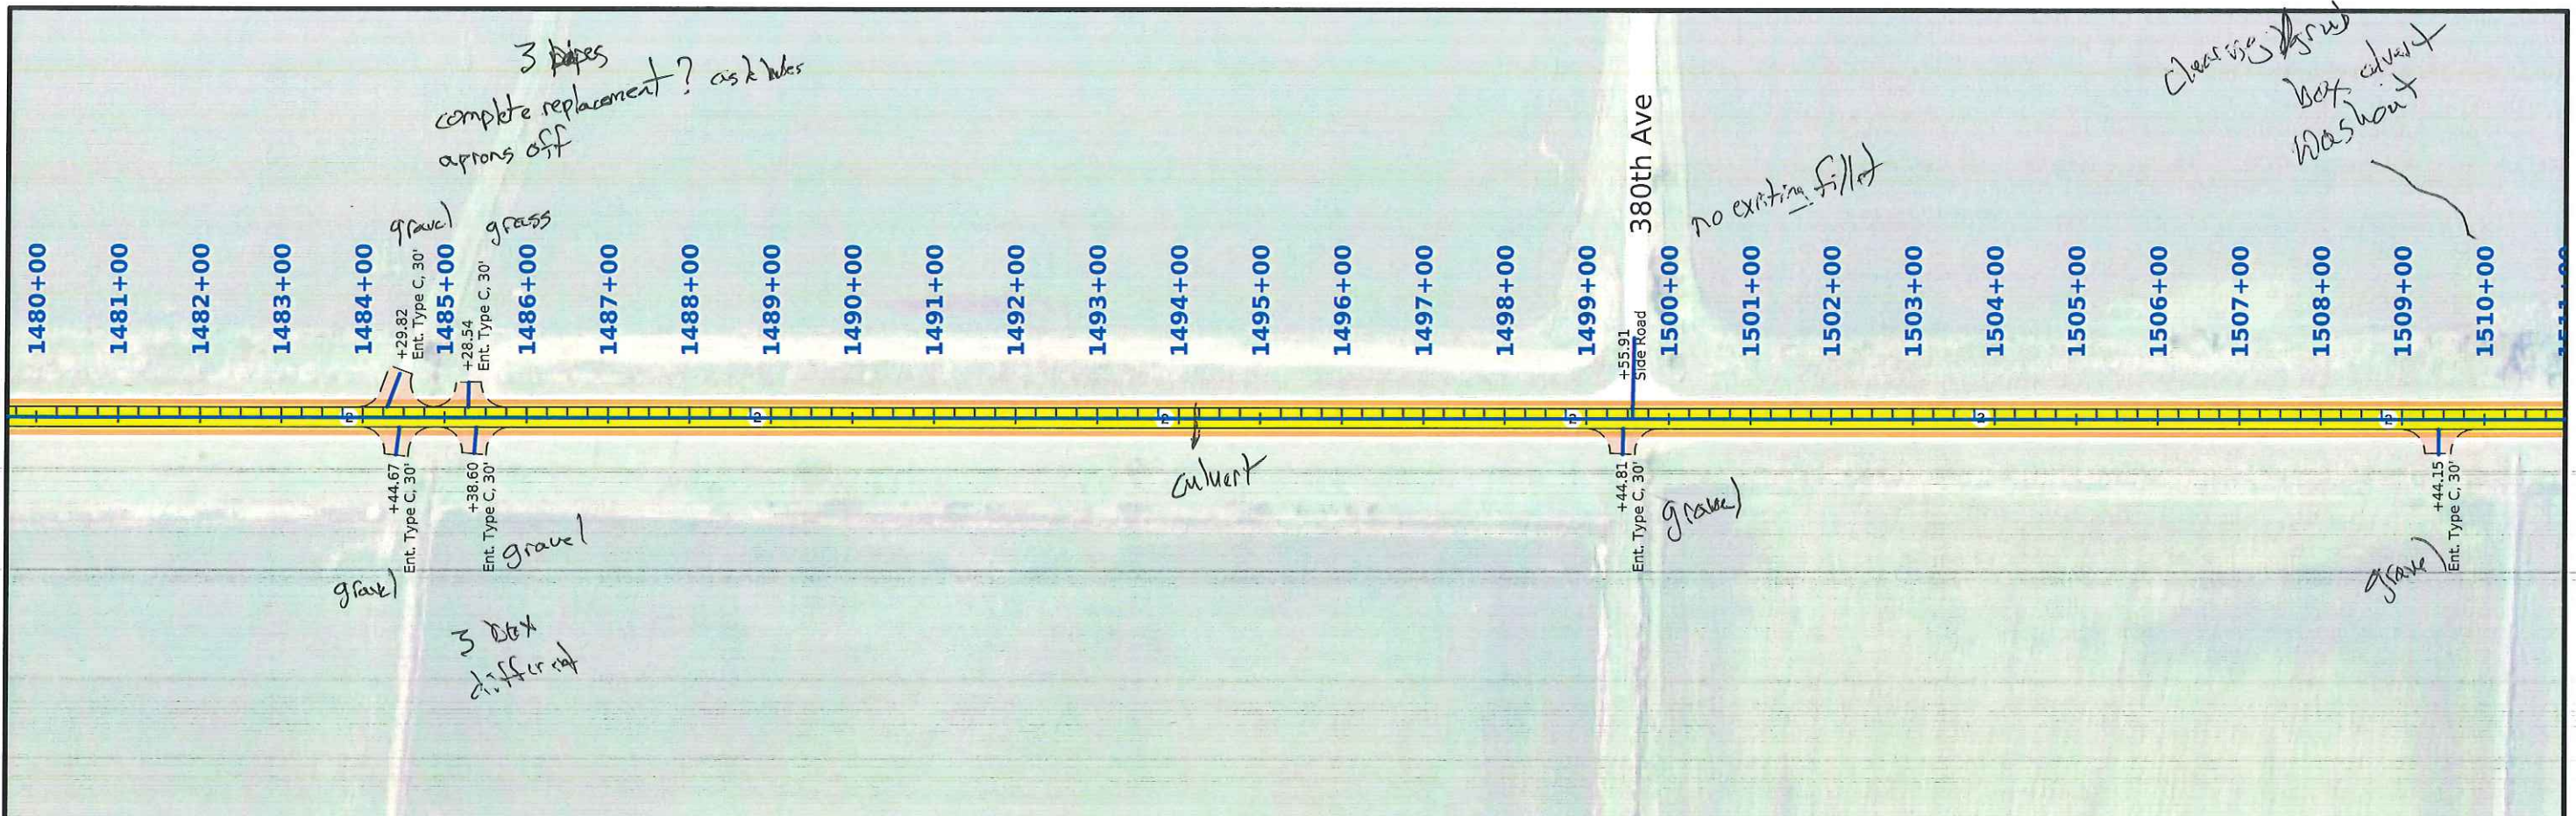 3 pipes
complete replacement ? ask
aprons off
gravel
grass
380th Ave
no existing fillet
box culvert
washout
1480+00
1481+00
1482+00
1483+00
1484+00
1485+00
1486+00
1487+00
1488+00
1489+00
1490+00
1491+00
1492+00
1493+00
1494+00
1495+00
1496+00
1497+00
1498+00
1499+00
1500+00
1501+00
1502+00
1503+00
1504+00
1505+00
1506+00
1507+00
1508+00
1509+00
1510+00
+29.82
Ent. Type C, 30'
+28.54
Ent. Type C, 30'
+55.91
Side Road
2
2
2
2
2
2
culvert
+44.67
Ent. Type C, 30'
gravel
+38.60
Ent. Type C, 30'
gravel
+44.81
Ent. Type C, 30'
gravel
+44.15
Ent. Type C, 30'
gravel
3
different